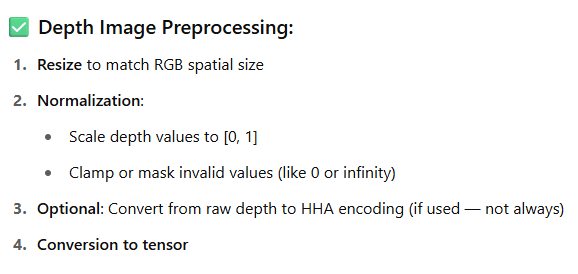 ✅ Depth Image Preprocessing:
1. Resize to match RGB spatial size
2. Normalization:
• Scale depth values to [0, 1]
• Clamp or mask invalid values (like 0 or infinity)
3. Optional: Convert from raw depth to HHA encoding (if used — not always)
4. Conversion to tensor